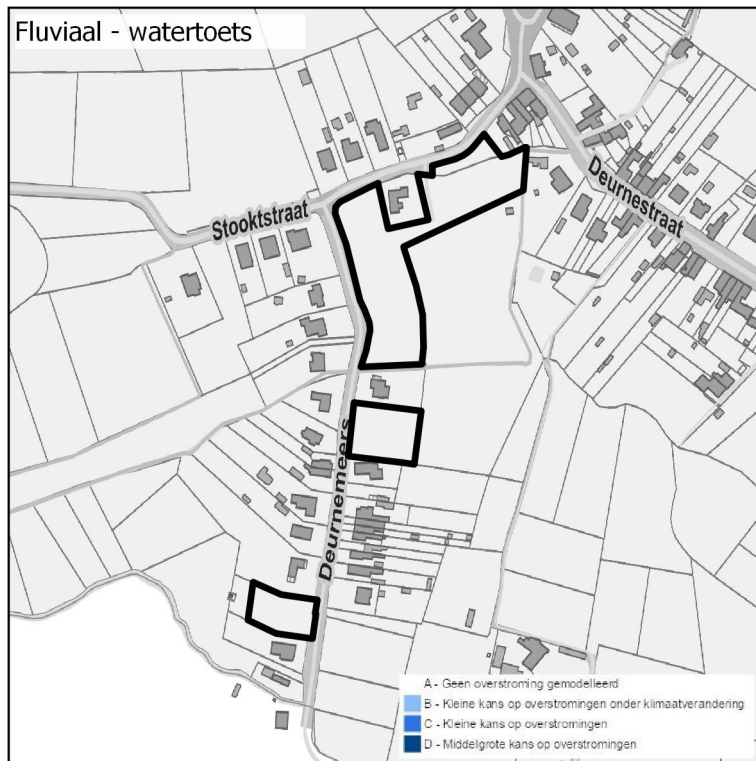 Fluviaal - watertoets
Stooktstraat
Deurnestraat
Deurnemeers
A - Geen overstroming gemodelleerd
B - Kleine kans op overstromingen onder klimaatverandering
C - Kleine kans op overstromingen
D - Middelgrote kans op overstromingen